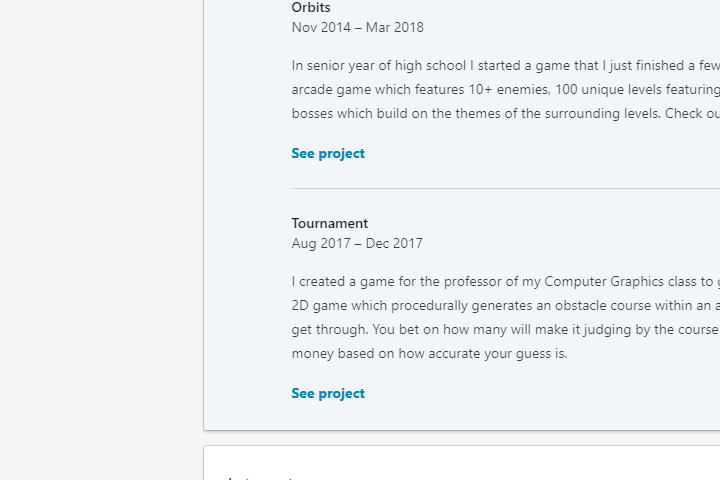 Orbits
Nov 2014 – Mar 2018
In senior year of high school I started a game that I just finished a few
arcade game which features 10+ enemies, 100 unique levels featuring
bosses which build on the themes of the surrounding levels. Check
See project
Tournament
Aug 2017 – Dec 2017
I created a game for the professor of my Computer Graphics class to
2D game which procedurally generates an obstacle course within an
get through. You bet on how many will make it judging by the course
money based on how accurate your guess is.
See project